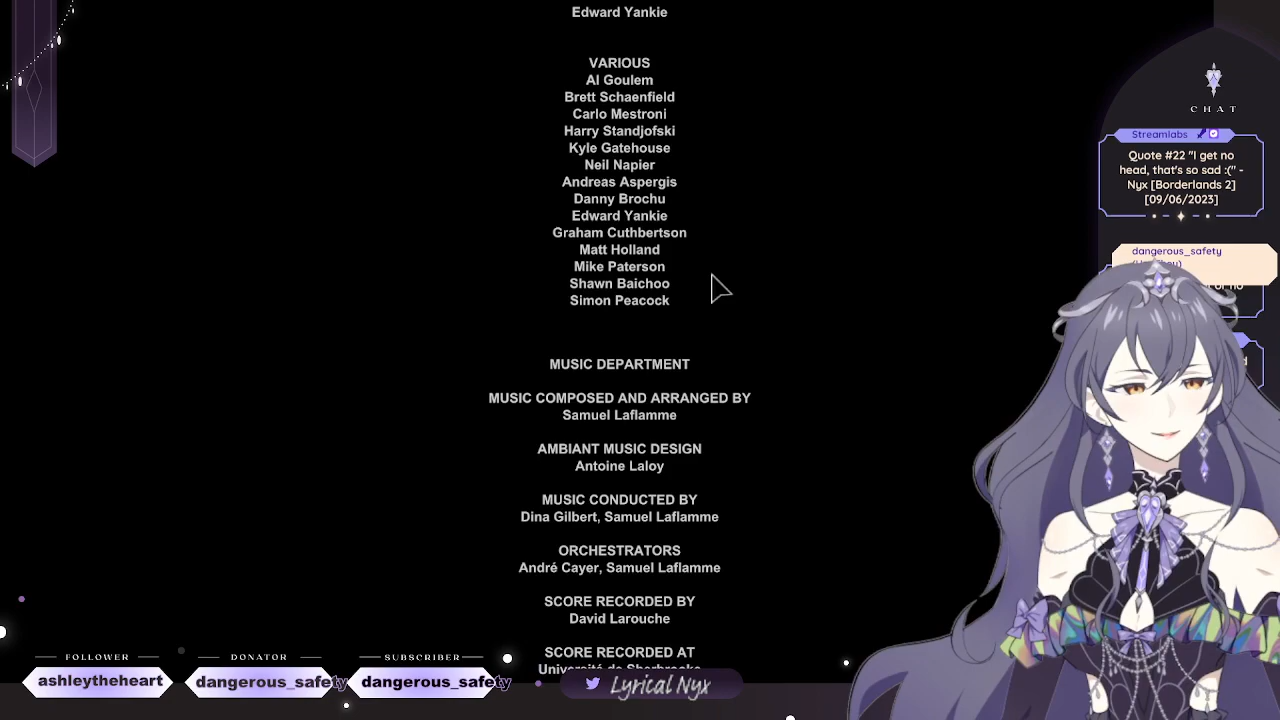 Edward Yankie
VARIOUS
Al Goulem
Brett Schaenfield
Carlo Mestroni
Harry Standjofski
Kyle Gatehouse
Neil Napier
Andreas Aspergis
Danny Brochu
Edward Yankie
Graham Cuthbertson
Matt Holland
Mike Paterson
Shawn Baichoo
Simon Peacock
MUSIC DEPARTMENT
MUSIC COMPOSED AND ARRANGED BY
Samuel Laflamme
AMBIANT MUSIC DESIGN
Antoine Laloy
MUSIC CONDUCTED BY
Dina Gilbert, Samuel Laflamme
ORCHESTRATORS
André Cayer, Samuel Laflamme
SCORE RECORDED BY
David Larouche
SCORE RECORDED AT
Université de Sherbrooke
CHAT
Streamlabs
Quote #22 "I get no
head, that's so sad :(" -
Nyx [Borderlands 2]
[09/06/2023]
dangerous_safety
FOLLOWER
ashleytheheart
DONATOR
dangerous_safety
SUBSCRIBER
dangerous_safety
Lyrical Nyx